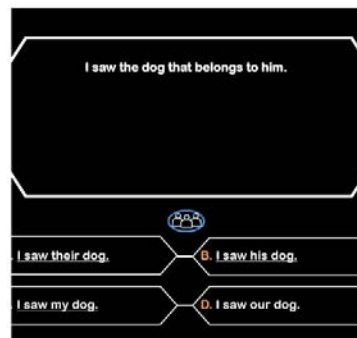 I saw the dog that belongs to him.
. I saw their dog.
B. I saw his dog.
. I saw my dog.
D. I saw our dog.